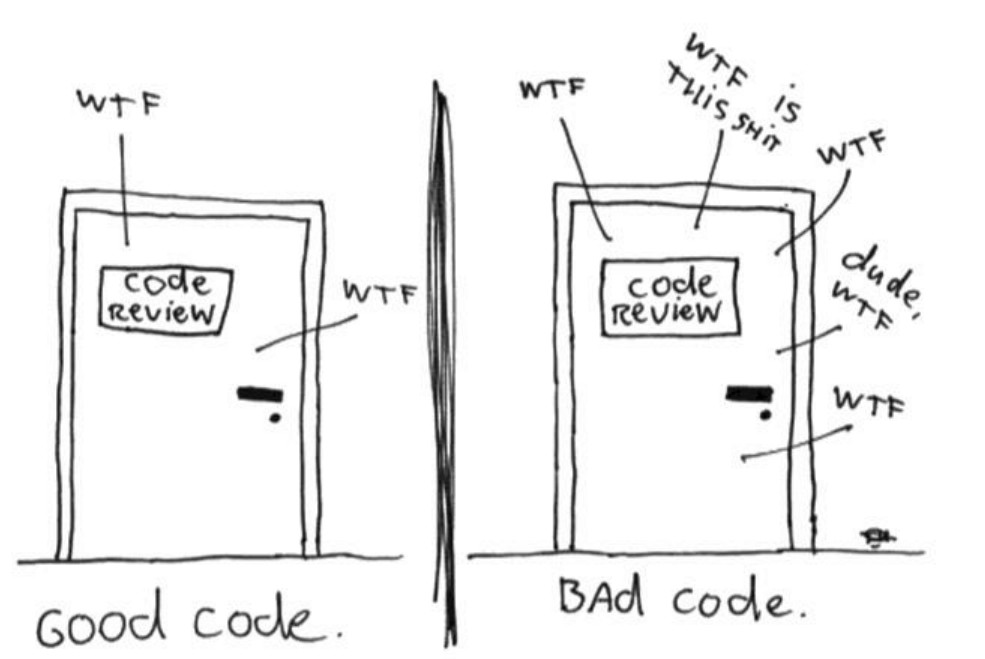 WTF
code
REVIEW
WTF
GOOD code.
WTF
WTF is
THIS SHIT
WTF
code
REVIEW
dude,
WTF
WTF
BAd code.